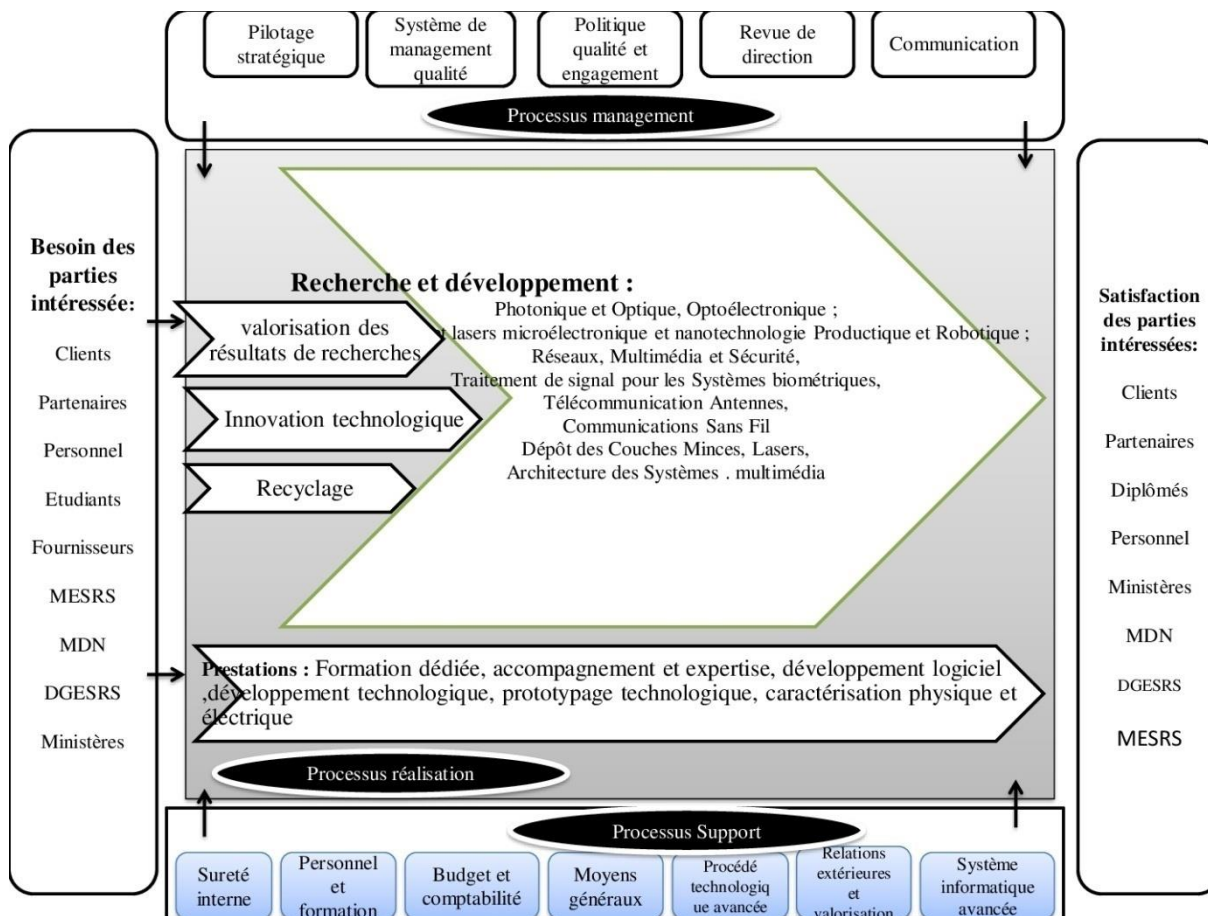 Pilotage
stratégique
Système de
management
qualité
Politique
qualité et
engagement
Revue de
direction
Communication
Processus management
Besoin des
parties
intéressée:
Clients
Partenaires
Personnel
Etudiants
Fournisseurs
MESRS
MDN
DGESRS
Ministères
Recherche et développement :
Photonique et Optique, Optoélectronique ;
lasers microélectronique et nanotechnologie Productique et Robotique ;
Réseaux, Multimédia et Sécurité,
Traitement de signal pour les Systèmes biométriques,
Télécommunication Antennes,
Communications Sans Fil
Dépôt des Couches Minces, Lasers,
Architecture des Systèmes . multimédia
valorisation des
résultats de recherches
Innovation technologique
Recyclage
Prestations : Formation dédiée, accompagnement et expertise, développement logiciel
,développement technologique, prototypage technologique, caractérisation physique et
électrique
Processus réalisation
Satisfaction
des parties
intéressées:
Clients
Partenaires
Diplômés
Personnel
Ministères
MDN
DGESRS
MESRS
Processus Support
Sureté
interne
Personnel
et
formation
Budget et
comptabilité
Moyens
généraux
Procédé
technologiq
ue avancée
Relations
extérieures
et
valorisation
Système
informatique
avancée